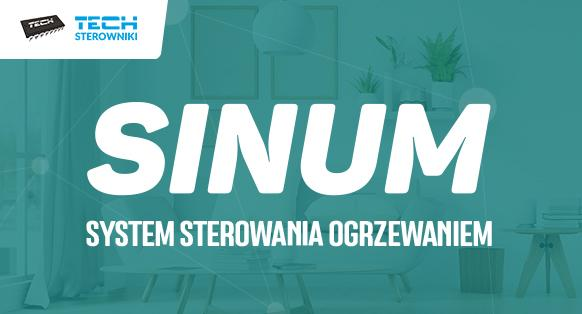 TECH
TECH
STEROWNIKI
SINUM
SYSTEM STEROWANIA OGRZEWANIEM